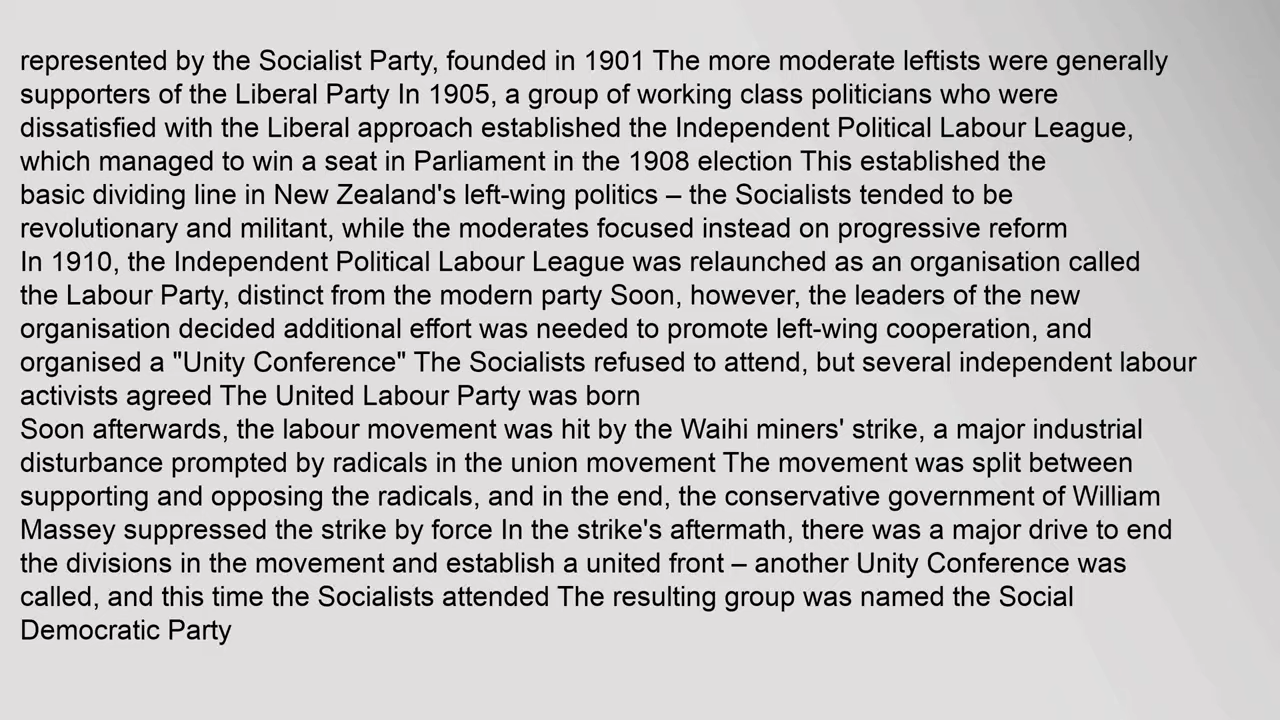 represented by the Socialist Party, founded in 1901 The more moderate leftists were generally
supporters of the Liberal Party In 1905, a group of working class politicians who were
dissatisfied with the Liberal approach established the Independent Political Labour League,
which managed to win a seat in Parliament in the 1908 election This established the
basic dividing line in New Zealand's left-wing politics – the Socialists tended to be
revolutionary and militant, while the moderates focused instead on progressive reform
In 1910, the Independent Political Labour League was relaunched as an organisation called
the Labour Party, distinct from the modern party Soon, however, the leaders of the new
organisation decided additional effort was needed to promote left-wing cooperation, and
organised a "Unity Conference" The Socialists refused to attend, but several independent labour
activists agreed The United Labour Party was born
Soon afterwards, the labour movement was hit by the Waihi miners' strike, a major industrial
disturbance prompted by radicals in the union movement The movement was split between
supporting and opposing the radicals, and in the end, the conservative government of William
Massey suppressed the strike by force In the strike's aftermath, there was a major drive to end
the divisions in the movement and establish a united front – another Unity Conference was
called, and this time the Socialists attended The resulting group was named the Social
Democratic Party